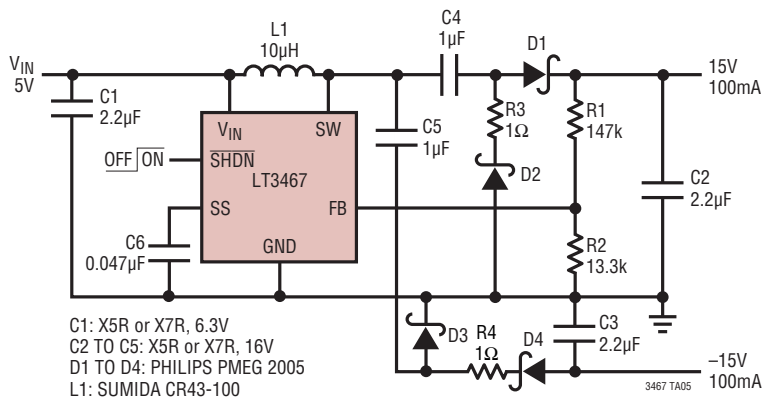 L1
10µH
C4
1µF
D1
VIN
5V
15V
100mA
C1
2.2µF
VIN
SW
R3
1Ω
R1
147k
C5
1µF
OFF ON
SHDN
LT3467
D2
C2
2.2µF
SS
FB
C6
0.047µF
GND
R2
13.3k
C1: X5R or X7R, 6.3V
C2 TO C5: X5R or X7R, 16V
D1 TO D4: PHILIPS PMEG 2005
L1: SUMIDA CR43-100
D3
R4
1Ω
D4
C3
2.2µF
3467 TA05
–15V
100mA